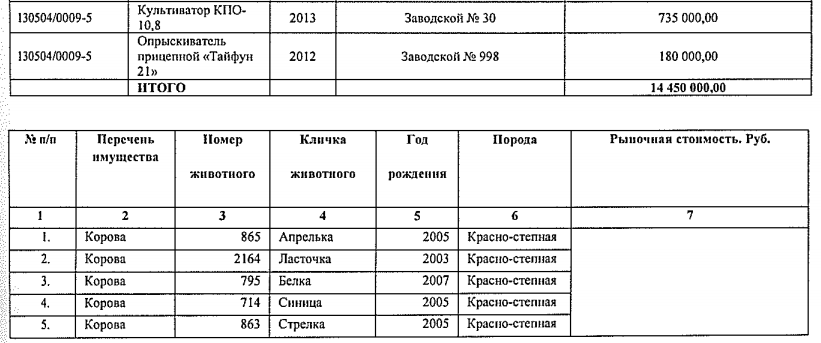 130504/0009-5 Культиватор КПО-10,8 2013 Заводской № 30 735 000,00
130504/0009-5 Опрыскиватель прицепной «Тайфун 21» 2012 Заводской № 998 180 000,00
ИТОГО 14 450 000,00
№ п/п Перечень имущества Номер животного Кличка животного Год рождения Порода Рыночная стоимость. Руб.
1 2 3 4 5 6 7
1. Корова 865 Апрелька 2005 Красно-степная
2. Корова 2164 Ласточка 2003 Красно-степная
3. Корова 795 Белка 2007 Красно-степная
4. Корова 714 Синица 2005 Красно-степная
5. Корова 863 Стрелка 2005 Красно-степная